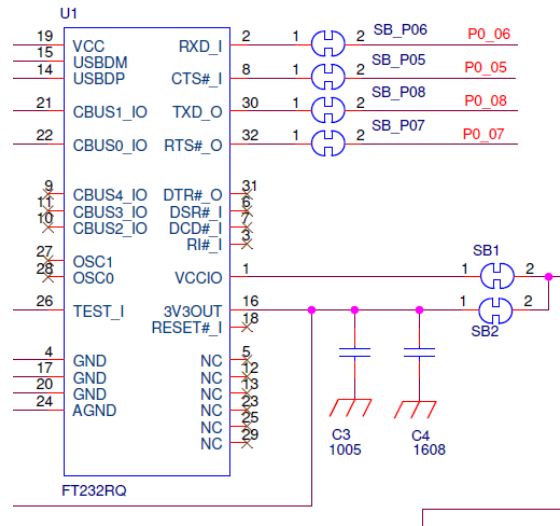 U1
19 VCC RXD_I 2 1 2 SB_P06 P0_06
15 USBDM
14 USBDP CTS#_I 8 1 2 SB_P05 P0_05
21 CBUS1_IO TXD_O 30 1 2 SB_P08 P0_08
22 CBUS0_IO RTS#_O 32 1 2 SB_P07 P0_07
9 CBUS4_IO DTR#_O 31
11 CBUS3_IO DSR#_I 6
10 CBUS2_IO DCD#_I 7
RI#_I 3
27 OSC1
28 OSC0 VCCIO 1 1 2 SB1
26 TEST_I 3V3OUT 16 1 2 SB2
RESET#_I 18
4 GND NC 5
17 GND NC 12
20 GND NC 13
24 AGND NC 23
NC 25
NC 29
C3
1005
C4
1608
FT232RQ